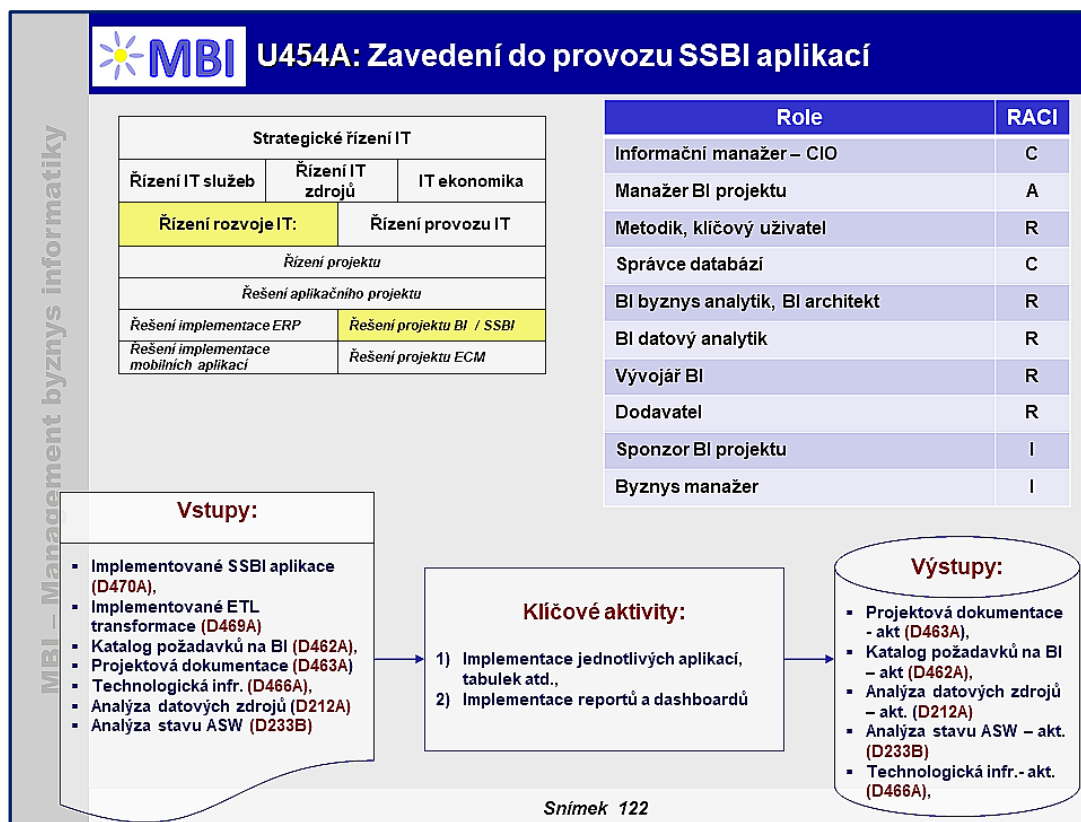 MBI
U454A: Zavedení do provozu SSBI aplikací
MBI – Management byznys informatiky
Strategické řízení IT
Řízení IT služeb
Řízení IT
zdrojů
IT ekonomika
Řízení rozvoje IT:
Řízení provozu IT
Řízení projektu
Řešení aplikačního projektu
Řešení implementace ERP
Řešení projektu BI / SSBI
Řešení implementace
mobilních aplikací
Řešení projektu ECM
Role RACI
Informační manažer – CIO C
Manažer BI projektu A
Metodik, klíčový uživatel R
Správce databází C
BI byznys analytik, BI architekt R
BI datový analytik R
Vývojář BI R
Dodavatel R
Sponzor BI projektu I
Byznys manažer I
Vstupy:
▪ Implementované SSBI aplikace
(D470A),
▪ Implementované ETL
transformace (D469A)
▪ Katalog požadavků na BI (D462A),
▪ Projektová dokumentace (D463A)
▪ Technologická infr. (D466A),
▪ Analýza datových zdrojů (D212A)
▪ Analýza stavu ASW (D233B)
Klíčové aktivity:
1) Implementace jednotlivých aplikací,
tabulek atd.,
2) Implementace reportů a dashboardů
Výstupy:
▪ Projektová dokumentace
- akt (D463A),
▪ Katalog požadavků na BI
– akt (D462A),
▪ Analýza datových zdrojů
– akt. (D212A)
▪ Analýza stavu ASW – akt.
(D233B)
▪ Technologická infr.- akt.
(D466A),
Snímek 122